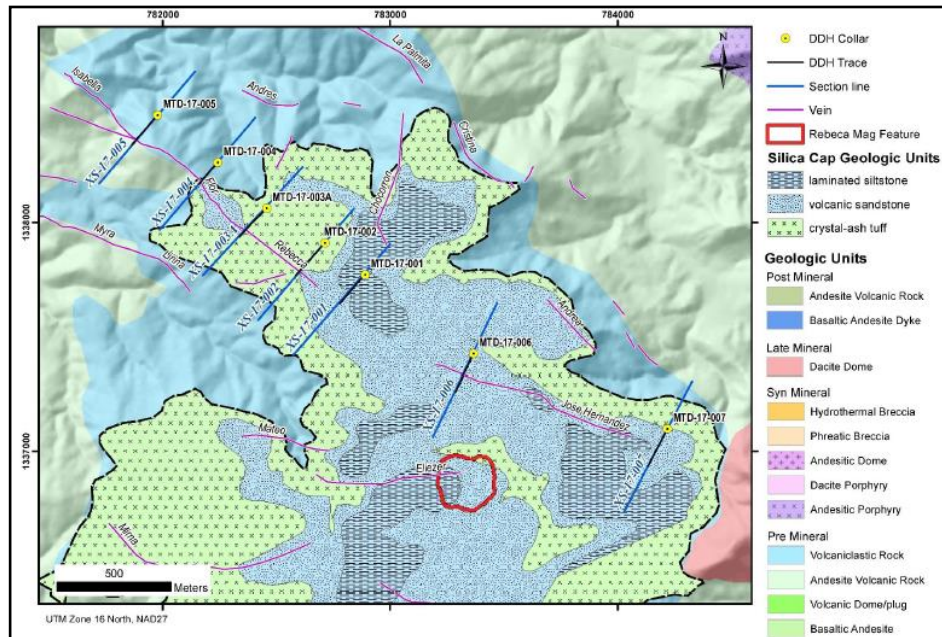 782000
783000
784000
1338000
1337000
N
La Palmita
Isabella
Andres
Cristina
MTD-17-005
XS-17-005
MTD-17-004
XS-17-004
Flor
Chocorron
MTD-17-003A
XS-17-003A
MTD-17-002
Rebecca
Myra
XS-17-002
MTD-17-001
XS-17-001
Andrea
MTD-17-006
XS-17-006
Jose Hernandez
MTD-17-007
XS-17-007
Mateo
Eliezer
Mirna
500
Meters
UTM Zone 16 North, NAD27
DDH Collar
DDH Trace
Section line
Vein
Rebeca Mag Feature
Silica Cap Geologic Units
laminated siltstone
volcanic sandstone
crystal-ash tuff
Geologic Units
Post Mineral
Andesite Volcanic Rock
Basaltic Andesite Dyke
Late Mineral
Dacite Dome
Syn Mineral
Hydrothermal Breccia
Phreatic Breccia
Andesitic Dome
Dacite Porphyry
Andesitic Porphyry
Pre Mineral
Volcaniclastic Rock
Andesite Volcanic Rock
Volcanic Dome/plug
Basaltic Andesite